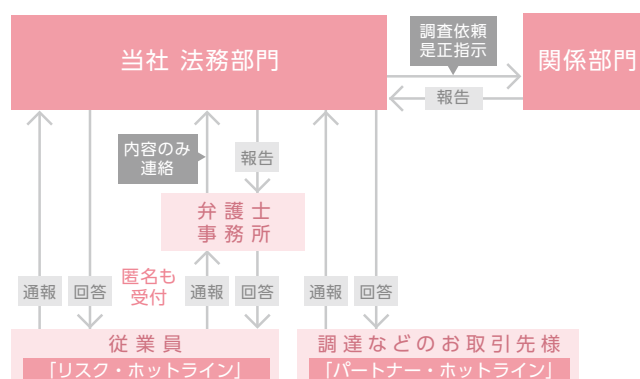 当社 法務部門
調査依頼
是正指示
関係部門
報告
内容のみ
連絡
報告
弁護士
事務所
匿名も
受付
通報
回答
通報
回答
通報
回答
従業員
「リスク・ホットライン」
調達などのお取引先様
「パートナー・ホットライン」